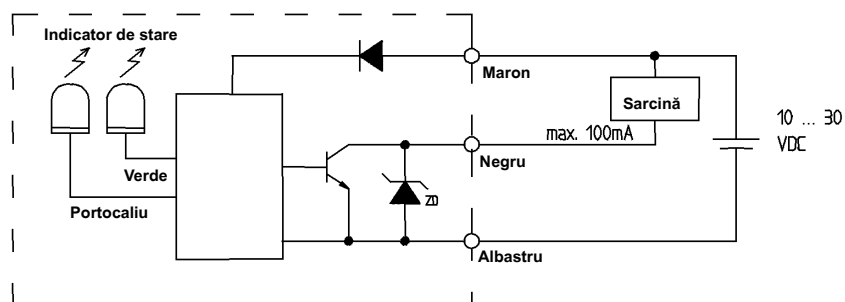 Indicator de stare
Maron
Sarcină
10 ... 30
VDC
max. 100mA
Negru
Verde
Portocaliu
ZD
Albastru